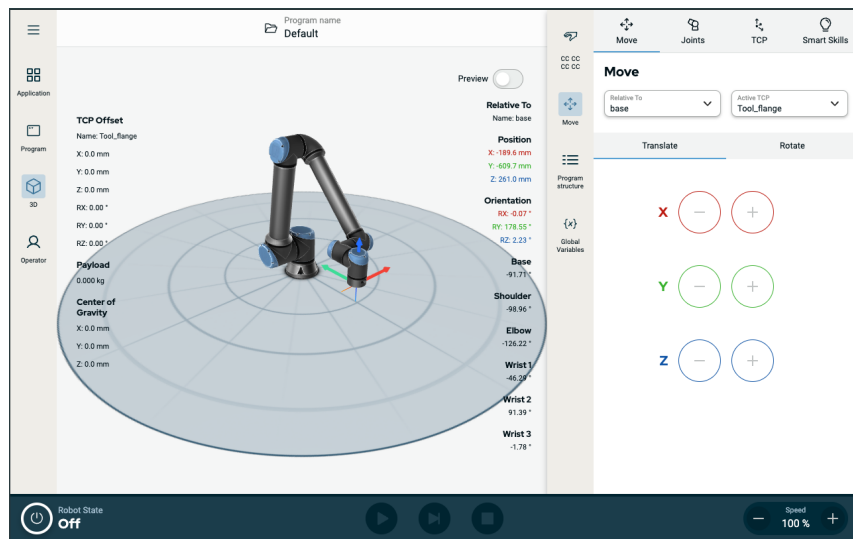 Program name
Default
Application
Program
3D
Operator
TCP Offset
Name: Tool_flange
X: 0.0 mm
Y: 0.0 mm
Z: 0.0 mm
RX: 0.00 °
RY: 0.00 °
RZ: 0.00 °
Payload
0.000 kg
Center of
Gravity
X: 0.0 mm
Y: 0.0 mm
Z: 0.0 mm
Preview
Relative To
Name: base
Position
X: -189.6 mm
Y: -609.7 mm
Z: 261.0 mm
Orientation
RX: -0.07 °
RY: 178.55 °
RZ: 2.23 °
Base
-91.71 °
Shoulder
-98.96 °
Elbow
-126.22 °
Wrist 1
-46.29 °
Wrist 2
91.39 °
Wrist 3
-1.78 °
CC CC
CC CC
Move
Program
structure
{x}
Global
Variables
Move
Joints
TCP
Smart Skills
Move
Relative To
base
Active TCP
Tool_flange
Translate
Rotate
X
Y
Z
Robot State
Off
Speed
100 %